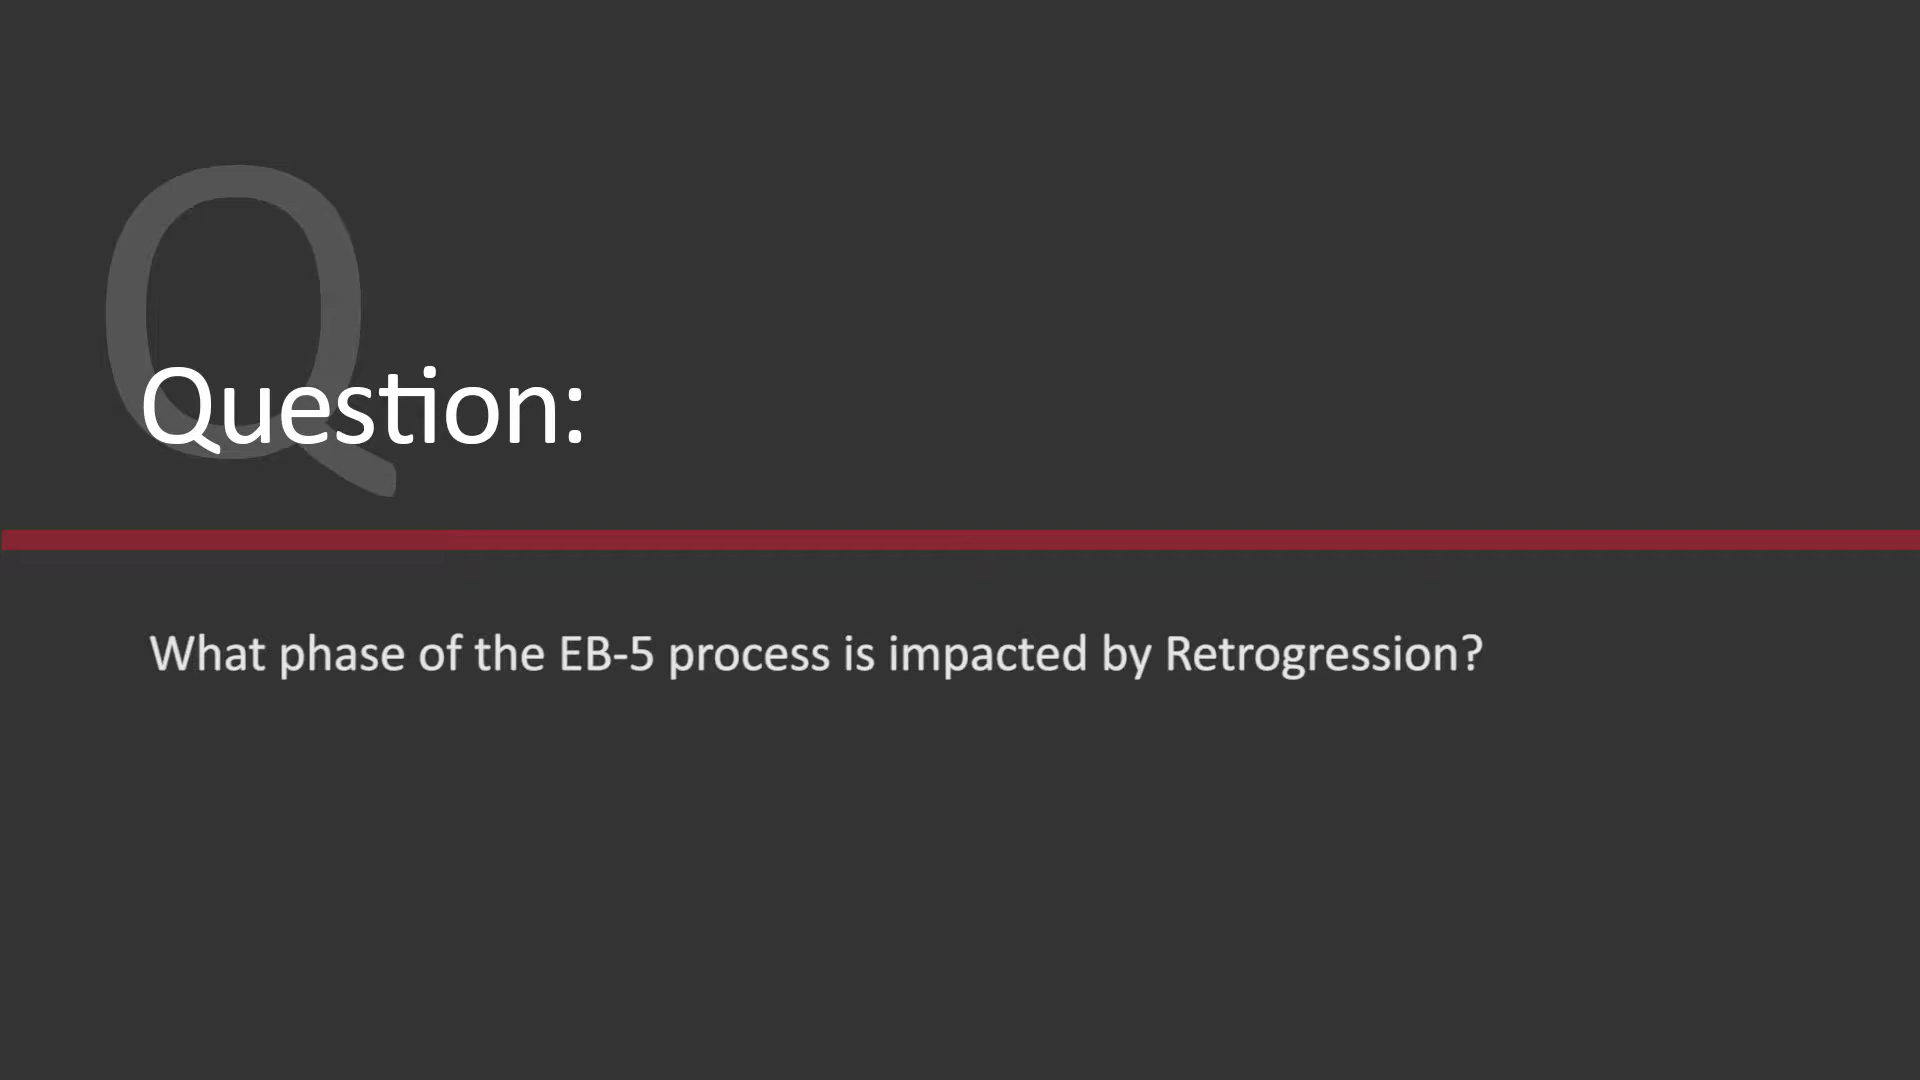 Q
Question:
What phase of the EB-5 process is impacted by Retrogression?